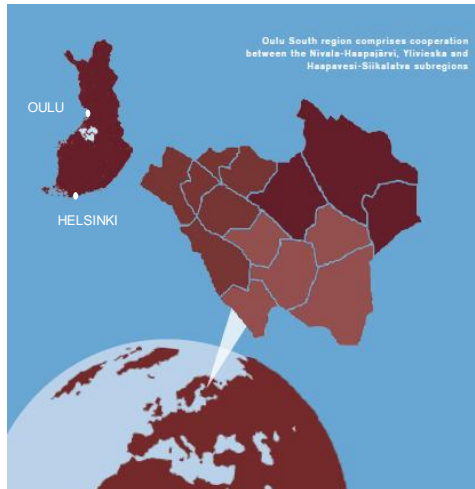 Oulu South region comprises cooperation
between the Nivala-Haapajärvi, Ylivieska and
Haapavesi-Siikalatva subregions
OULU
HELSINKI